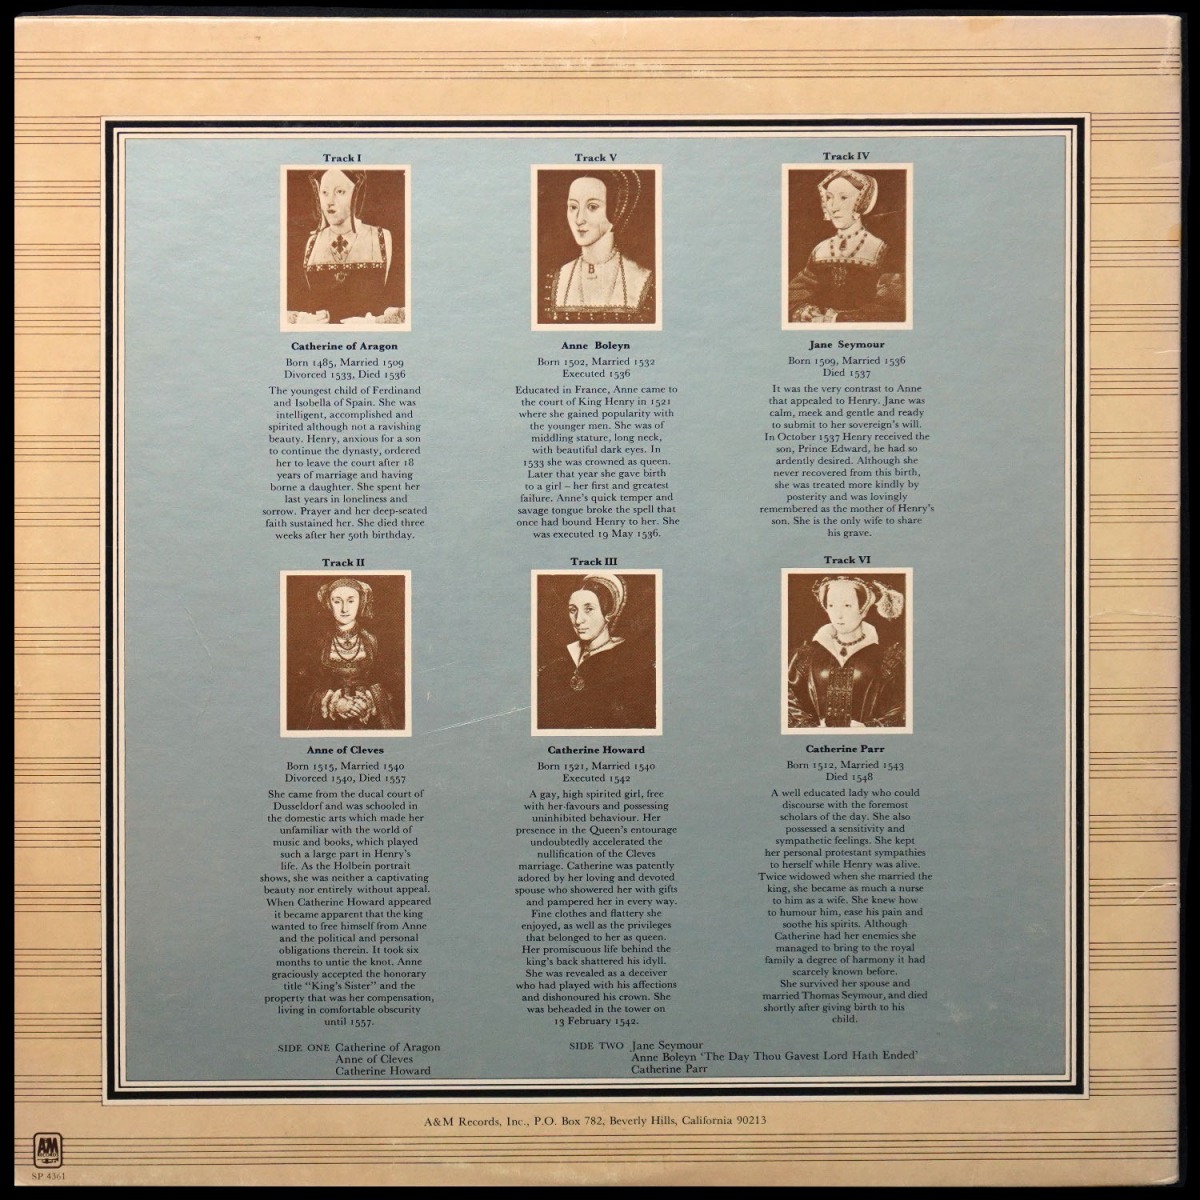 Track I
Catherine of Aragon
Born 1485, Married 1509
Divorced 1533, Died 1536
The youngest child of Ferdinand
and Isobella of Spain. She was
intelligent, accomplished and
spirited although not a ravishing
beauty. Henry, anxious for a son
to continue the dynasty, ordered
her to leave the court after 18
years of marriage and having
borne a daughter. She spent her
last years in loneliness and
sorrow. Prayer and her deep-seated
faith sustained her. She died three
weeks after her 50th birthday.
Track V
Anne Boleyn
Born 1502, Married 1532
Executed 1536
Educated in France, Anne came to
the court of King Henry in 1521
where she gained popularity with
the younger men. She was of
middling stature, long neck,
with beautiful dark eyes. In
1533 she was crowned as queen.
Later that year she gave birth
to a girl – her first and greatest
failure. Anne's quick temper and
savage tongue broke the spell that
once had bound Henry to her. She
was executed 19 May 1536.
Track IV
Jane Seymour
Born 1509, Married 1536
Died 1537
It was the very contrast to Anne
that appealed to Henry. Jane was
calm, meek and gentle and ready
to submit to her sovereign's will.
In October 1537 Henry received the
son, Prince Edward, he had so
ardently desired. Although she
never recovered from this birth,
she was treated more kindly by
posterity and was lovingly
remembered as the mother of Henry's
son. She is the only wife to share
his grave.
Track II
Anne of Cleves
Born 1515, Married 1540
Divorced 1540, Died 1557
She came from the ducal court of
Dusseldorf and was schooled in
the domestic arts which made her
unfamiliar with the world of
music and books, which played
such a large part in Henry's
life. As the Holbein portrait
shows, she was neither a captivating
beauty nor entirely without appeal.
When Catherine Howard appeared
it became apparent that the king
wanted to free himself from Anne
and the political and personal
obligations therein. It took six
months to untie the knot. Anne
graciously accepted the honorary
title "King's Sister" and the
property that was her compensation,
living in comfortable obscurity
until 1557.
Track III
Catherine Howard
Born 1521, Married 1540
Executed 1542
A gay, high spirited girl, free
with her favours and possessing
uninhibited behaviour. Her
presence in the Queen's entourage
undoubtedly accelerated the
nullification of the Cleves
marriage. Catherine was patently
adored by her loving and devoted
spouse who showered her with gifts
and pampered her in every way.
Fine clothes and flattery she
enjoyed, as well as the privileges
that belonged to her as queen.
Her promiscuous life behind the
king's back shattered his idyll.
She was revealed as a deceiver
who had played with his affections
and dishonoured his crown. She
was beheaded in the tower on
13 February 1542.
Track VI
Catherine Parr
Born 1512, Married 1543
Died 1548
A well educated lady who could
discourse with the foremost
scholars of the day. She also
possessed a sensitivity and
sympathetic feelings. She kept
her personal protestant sympathies
to herself while Henry was alive.
Twice widowed when she married the
king, she became as much a nurse
to him as a wife. She knew how
to humour him, ease his pain and
soothe his spirits. Although
Catherine had her enemies she
managed to bring to the royal
family a degree of harmony it had
scarcely known before.
She survived her spouse and
married Thomas Seymour, and died
shortly after giving birth to his
child.
SIDE ONE Catherine of Aragon
Anne of Cleves
Catherine Howard
SIDE TWO Jane Seymour
Anne Boleyn 'The Day Thou Gavest Lord Hath Ended'
Catherine Parr
A&M Records, Inc., P.O. Box 782, Beverly Hills, California 90213
A&M
RECORDS
SP 4361